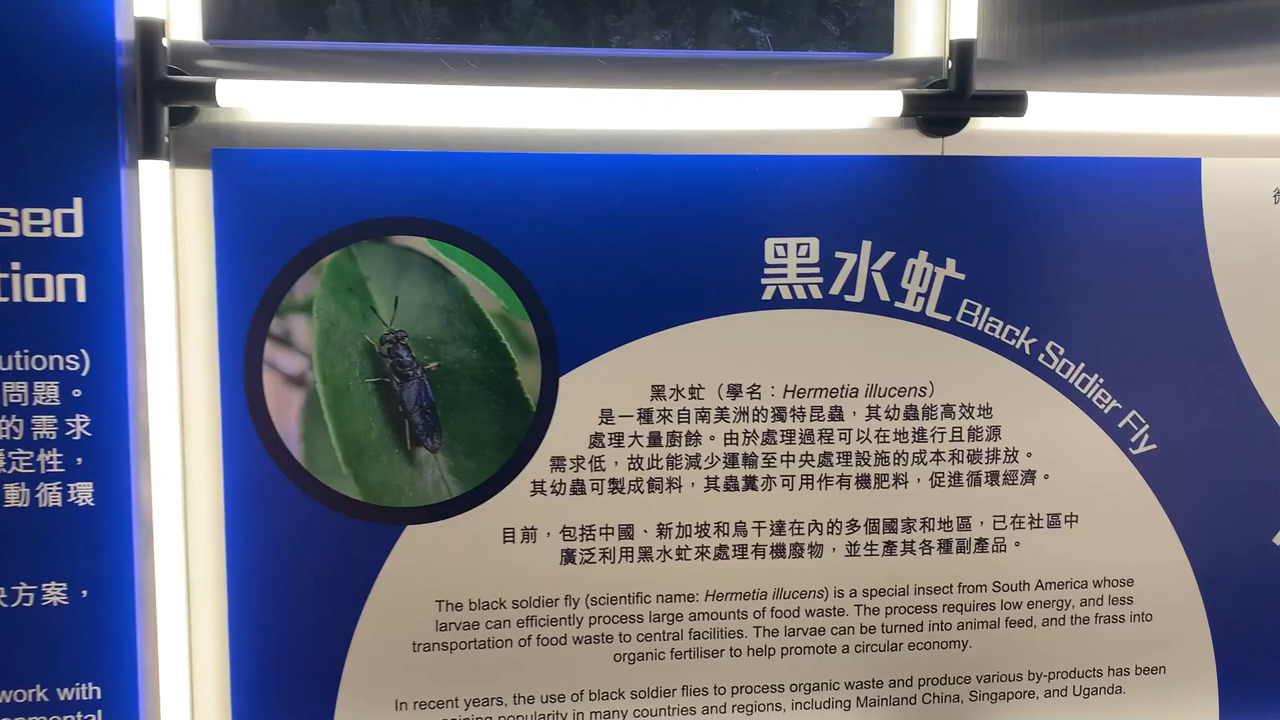 sed
tion
utions)
問題。
的需求
定性，
動循環
方案，
work with
黑水虻
Black Soldier Fly
黑水虻（學名：Hermetia illucens）
是一種來自南美洲的獨特昆蟲，其幼蟲能高效地
處理大量廚餘。由於處理過程可以在地進行且能源
需求低，故此能減少運輸至中央處理設施的成本和碳排放。
其幼蟲可製成飼料，其蟲糞亦可用作有機肥料，促進循環經濟。
目前，包括中國、新加坡和烏干達在內的多個國家和地區，已在社區中
廣泛利用黑水虻來處理有機廢物，並生產其各種副產品。
The black soldier fly (scientific name: Hermetia illucens) is a special insect from South America whose
larvae can efficiently process large amounts of food waste. The process requires low energy, and less
transportation of food waste to central facilities. The larvae can be turned into animal feed, and the frass into
organic fertiliser to help promote a circular economy.
In recent years, the use of black soldier flies to process organic waste and produce various by-products has been
popularity in many countries and regions, including Mainland China, Singapore, and Uganda.